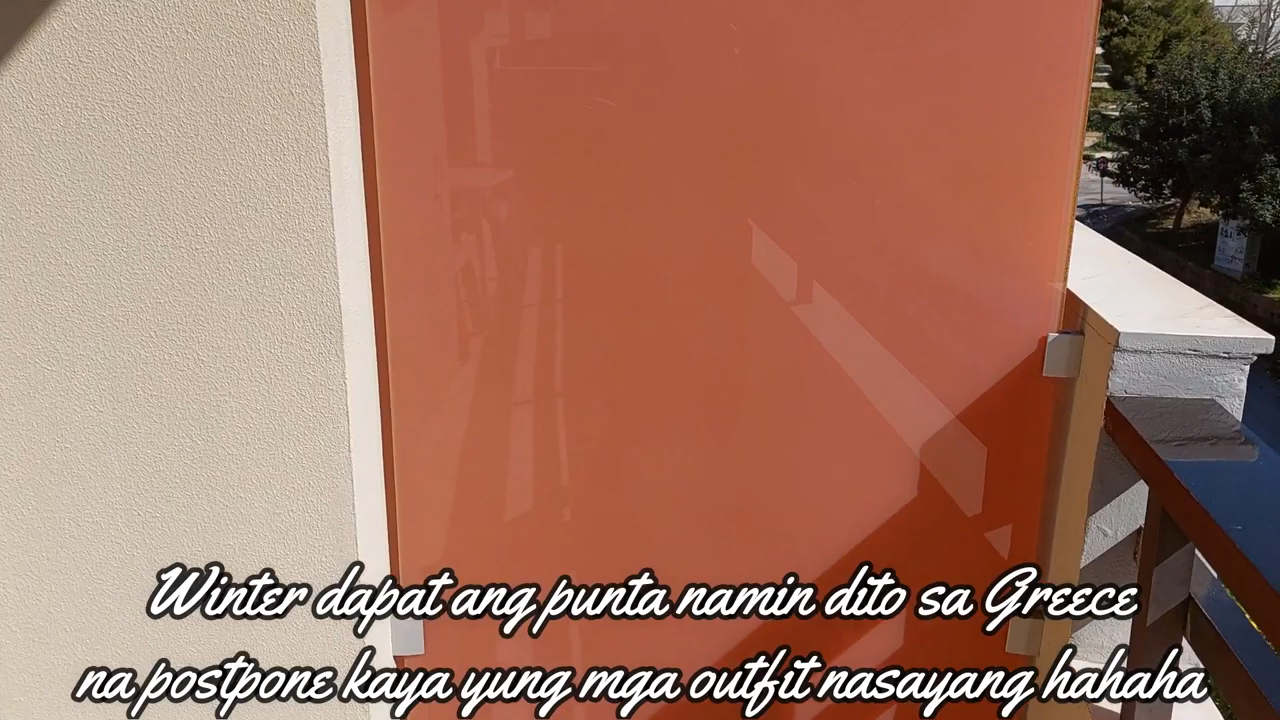 Winter dapat ang punta namin dito sa Greece
na postpone kaya yung mga outfit nasayang hahaha